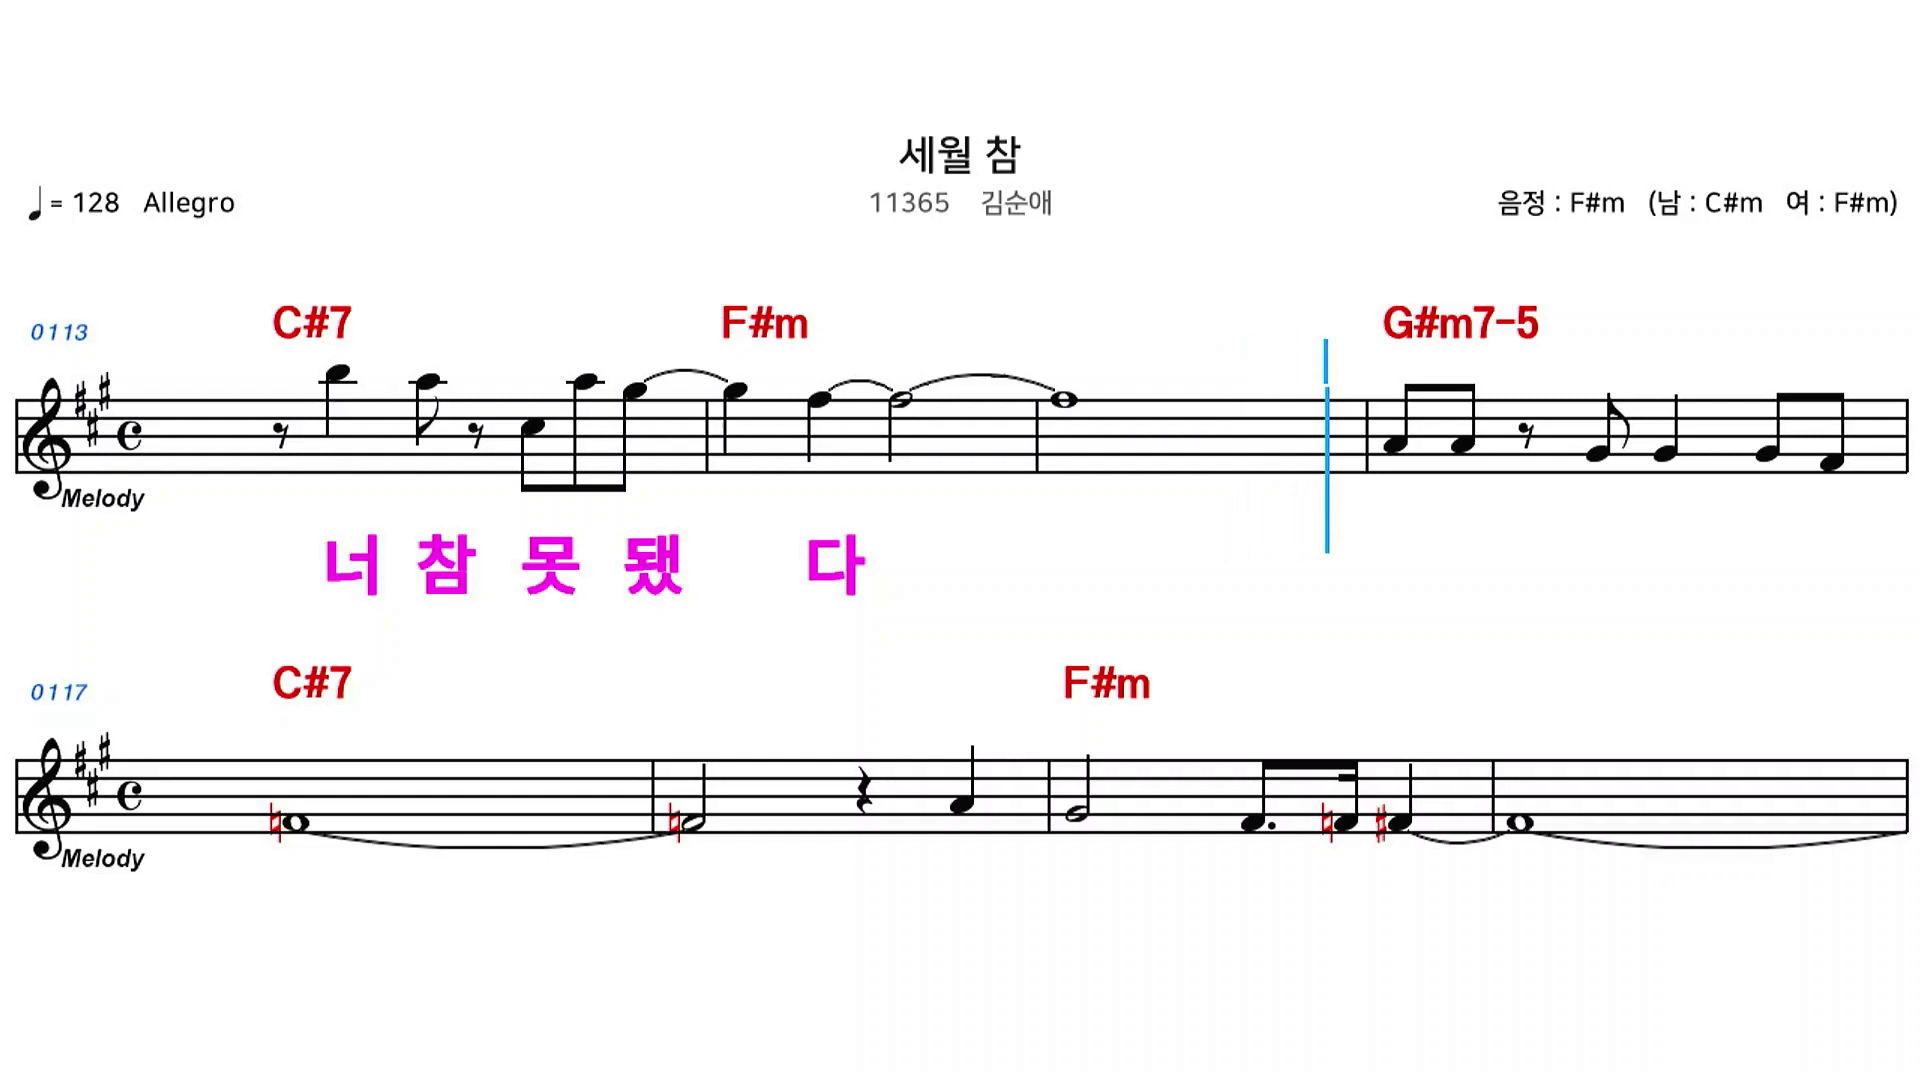 세월 참
♩= 128 Allegro 11365 김순애 음정 : F#m (남 : C#m 여 : F#m)
0113 C#7 F#m G#m7-5
Melody
너 참 못 됐 다
0117 C#7 F#m
Melody